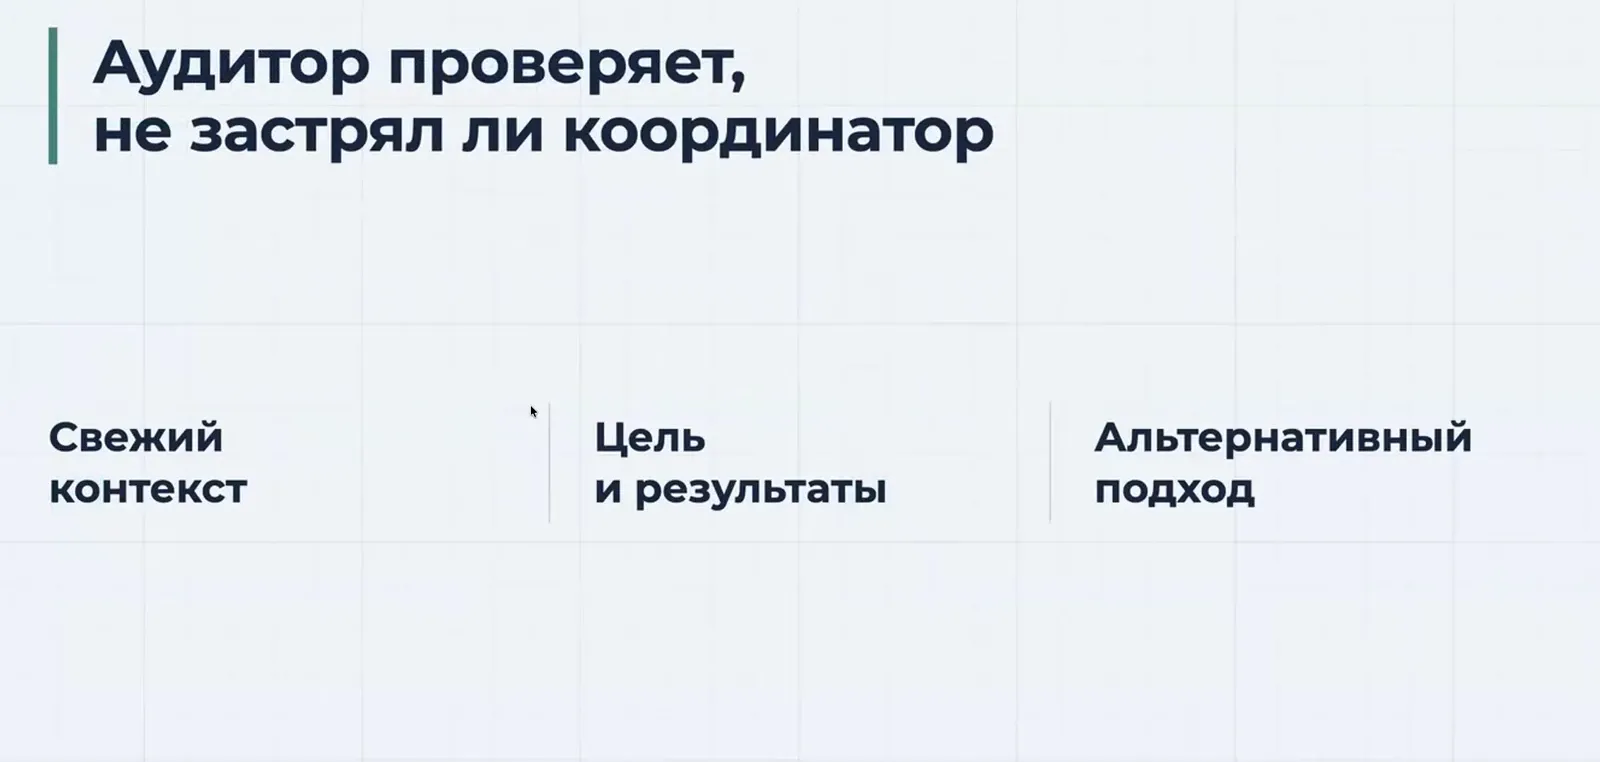 Аудитор проверяет,
не застрял ли координатор
Свежий
контекст
Цель
и результаты
Альтернативный
подход